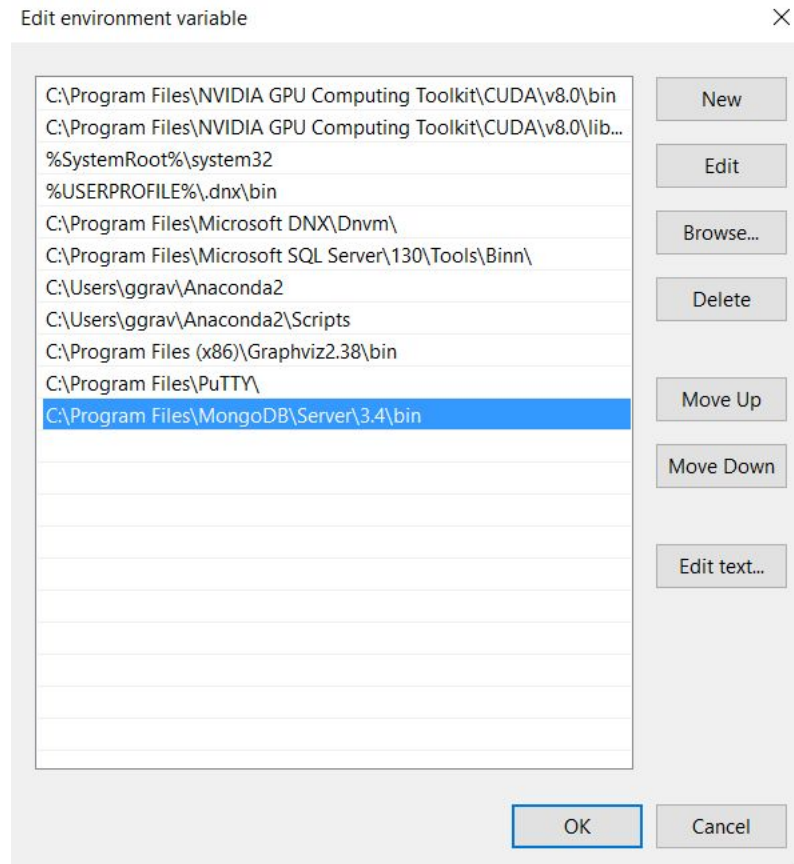 Edit environment variable
C:\Program Files\NVIDIA GPU Computing Toolkit\CUDA\v8.0\bin
C:\Program Files\NVIDIA GPU Computing Toolkit\CUDA\v8.0\lib...
%SystemRoot%\system32
%USERPROFILE%\.dnx\bin
C:\Program Files\Microsoft DNX\Dnvm\
C:\Program Files\Microsoft SQL Server\130\Tools\Binn\
C:\Users\ggrav\Anaconda2
C:\Users\ggrav\Anaconda2\Scripts
C:\Program Files (x86)\Graphviz2.38\bin
C:\Program Files\PuTTY\
C:\Program Files\MongoDB\Server\3.4\bin
New
Edit
Browse...
Delete
Move Up
Move Down
Edit text...
OK
Cancel